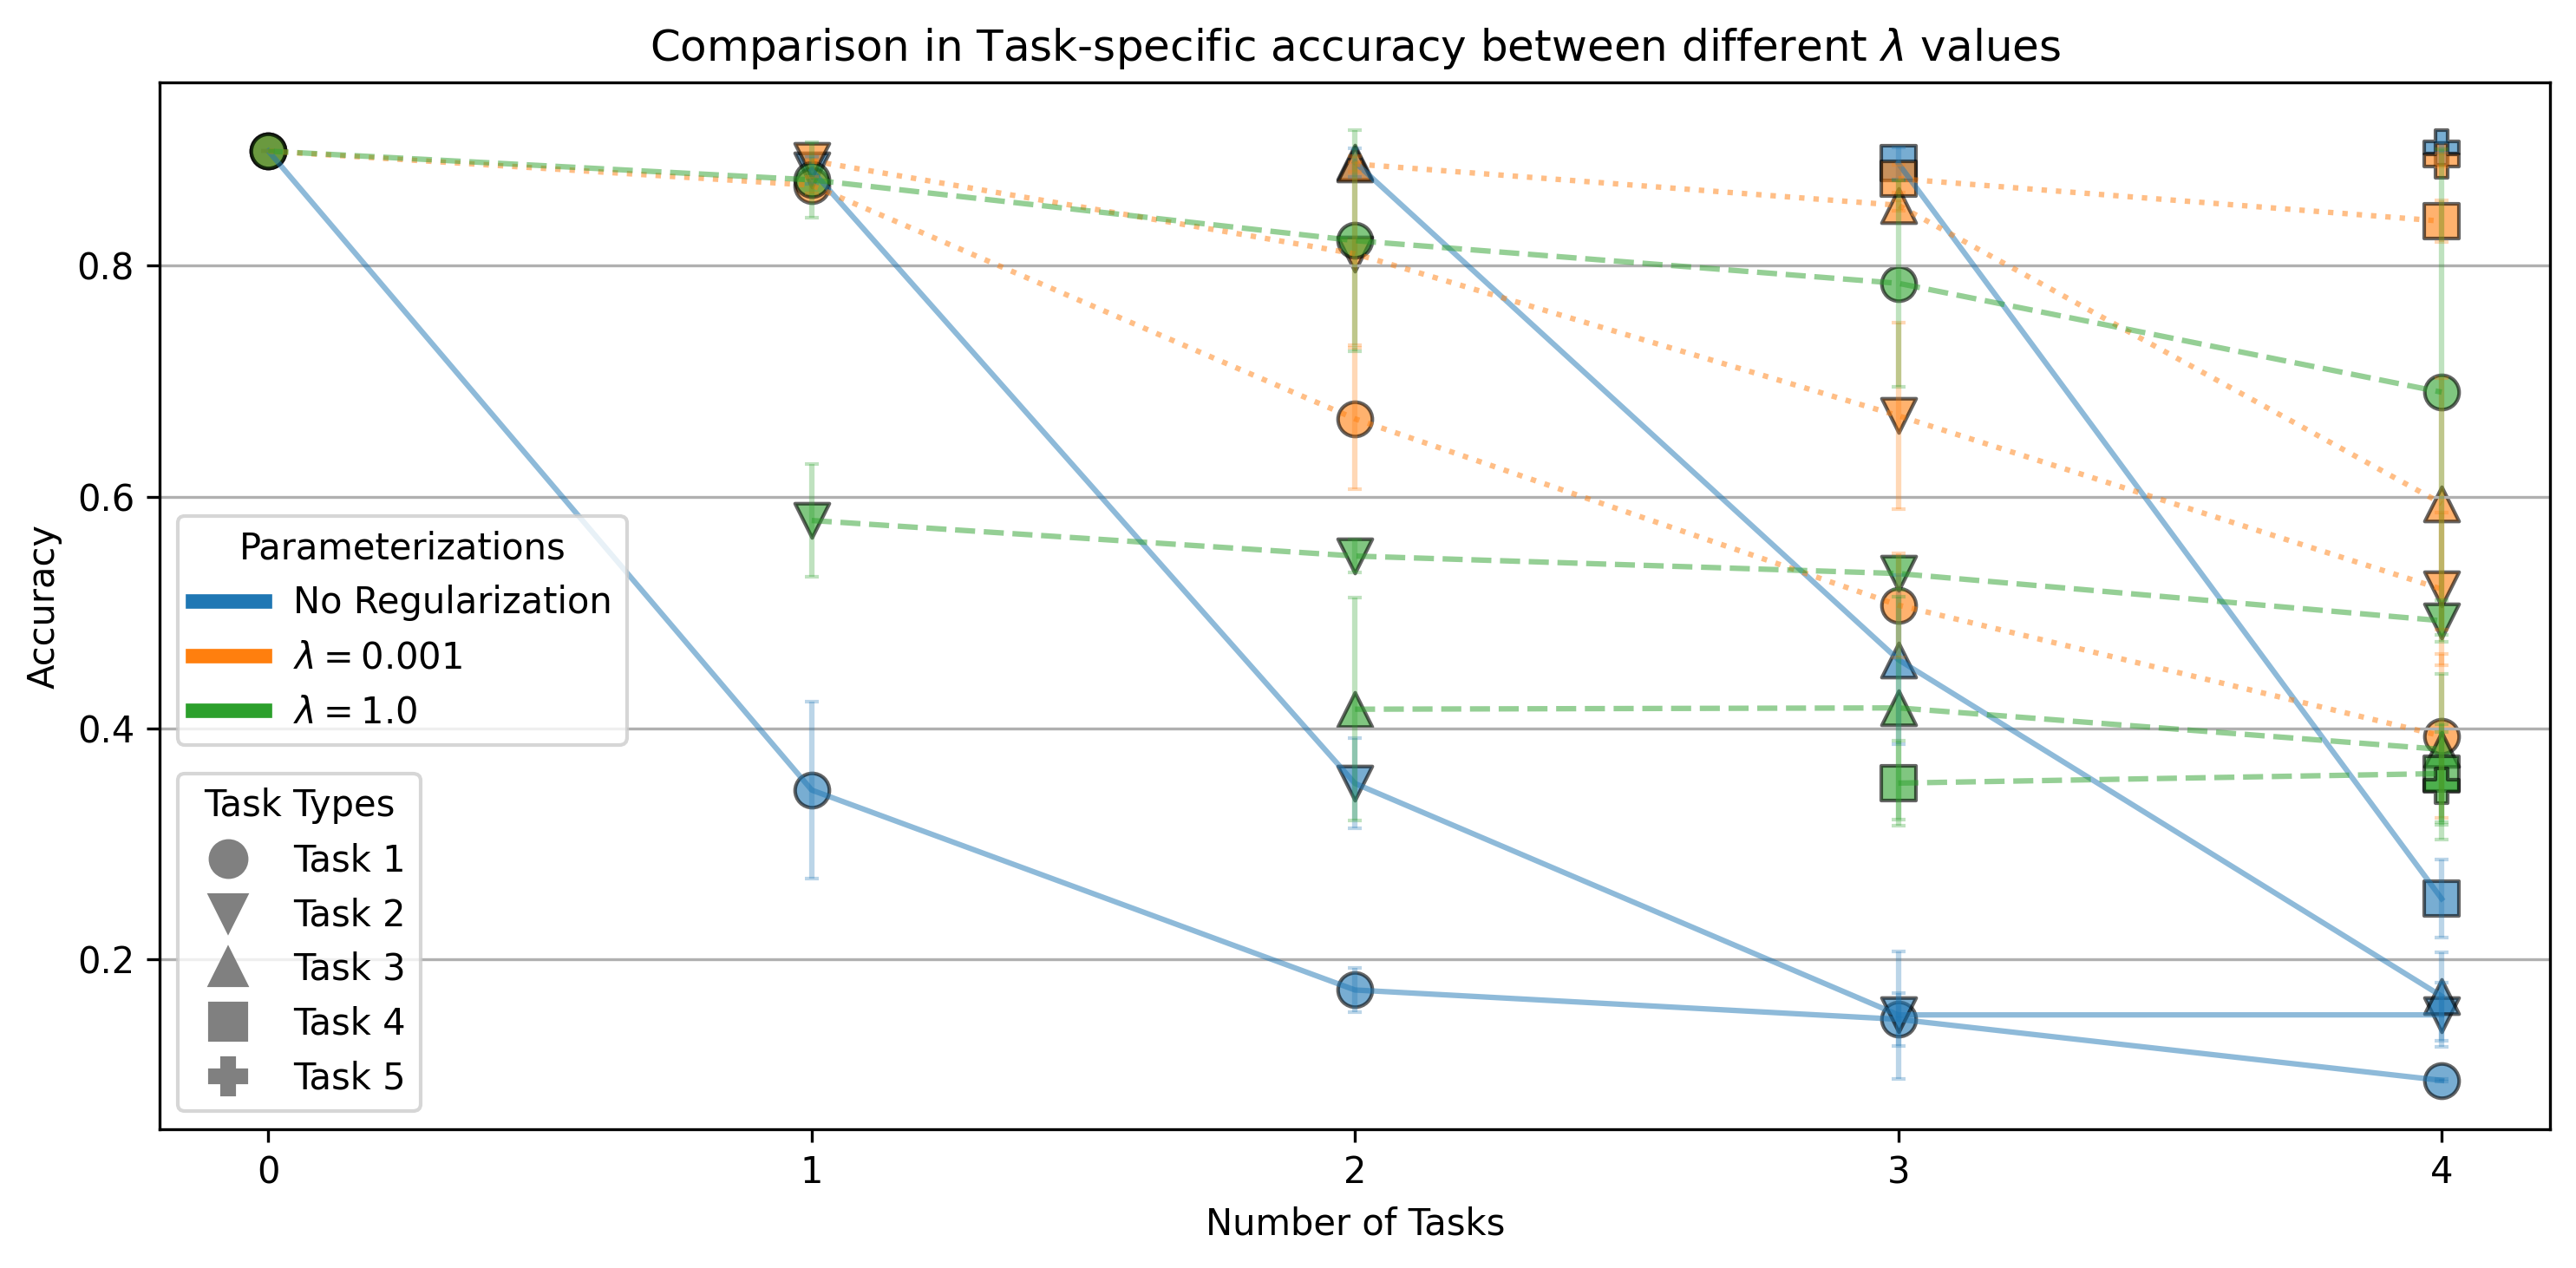 Comparison in Task-specific accuracy between different λ values
Accuracy
0.8
0.6
0.4
0.2
Parameterizations
No Regularization
λ = 0.001
λ = 1.0
Task Types
Task 1
Task 2
Task 3
Task 4
Task 5
0 1 2 3 4
Number of Tasks